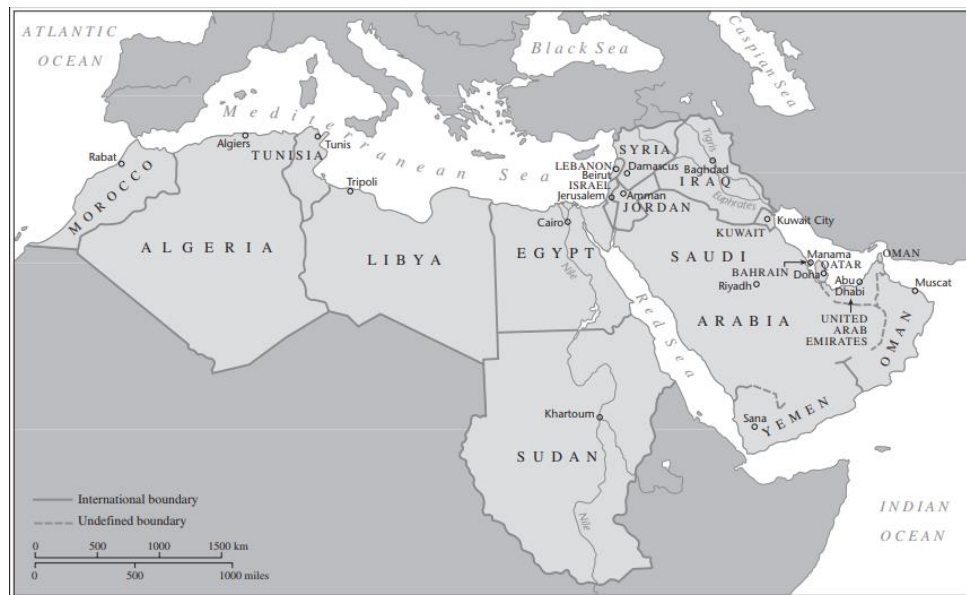 ATLANTIC
OCEAN
Black Sea
Caspian Sea
Mediterranean Sea
Rabat
Algiers
Tunis
TUNISIA
Tripoli
MOROCCO
ALGERIA
LIBYA
EGYPT
Cairo
Nile
SYRIA
LEBANON
Beirut
Damascus
ISRAEL
Jerusalem
Amman
JORDAN
Tigris
Baghdad
IRAQ
Euphrates
Kuwait City
KUWAIT
SAUDI
ARABIA
Manama
BAHRAIN
QATAR
Doha
Riyadh
Abu
Dhabi
OMAN
Muscat
UNITED
ARAB
EMIRATES
OMAN
Red Sea
Khartoum
SUDAN
Nile
Sana
YEMEN
International boundary
Undefined boundary
0 500 1000 1500 km
0 500 1000 miles
INDIAN
OCEAN